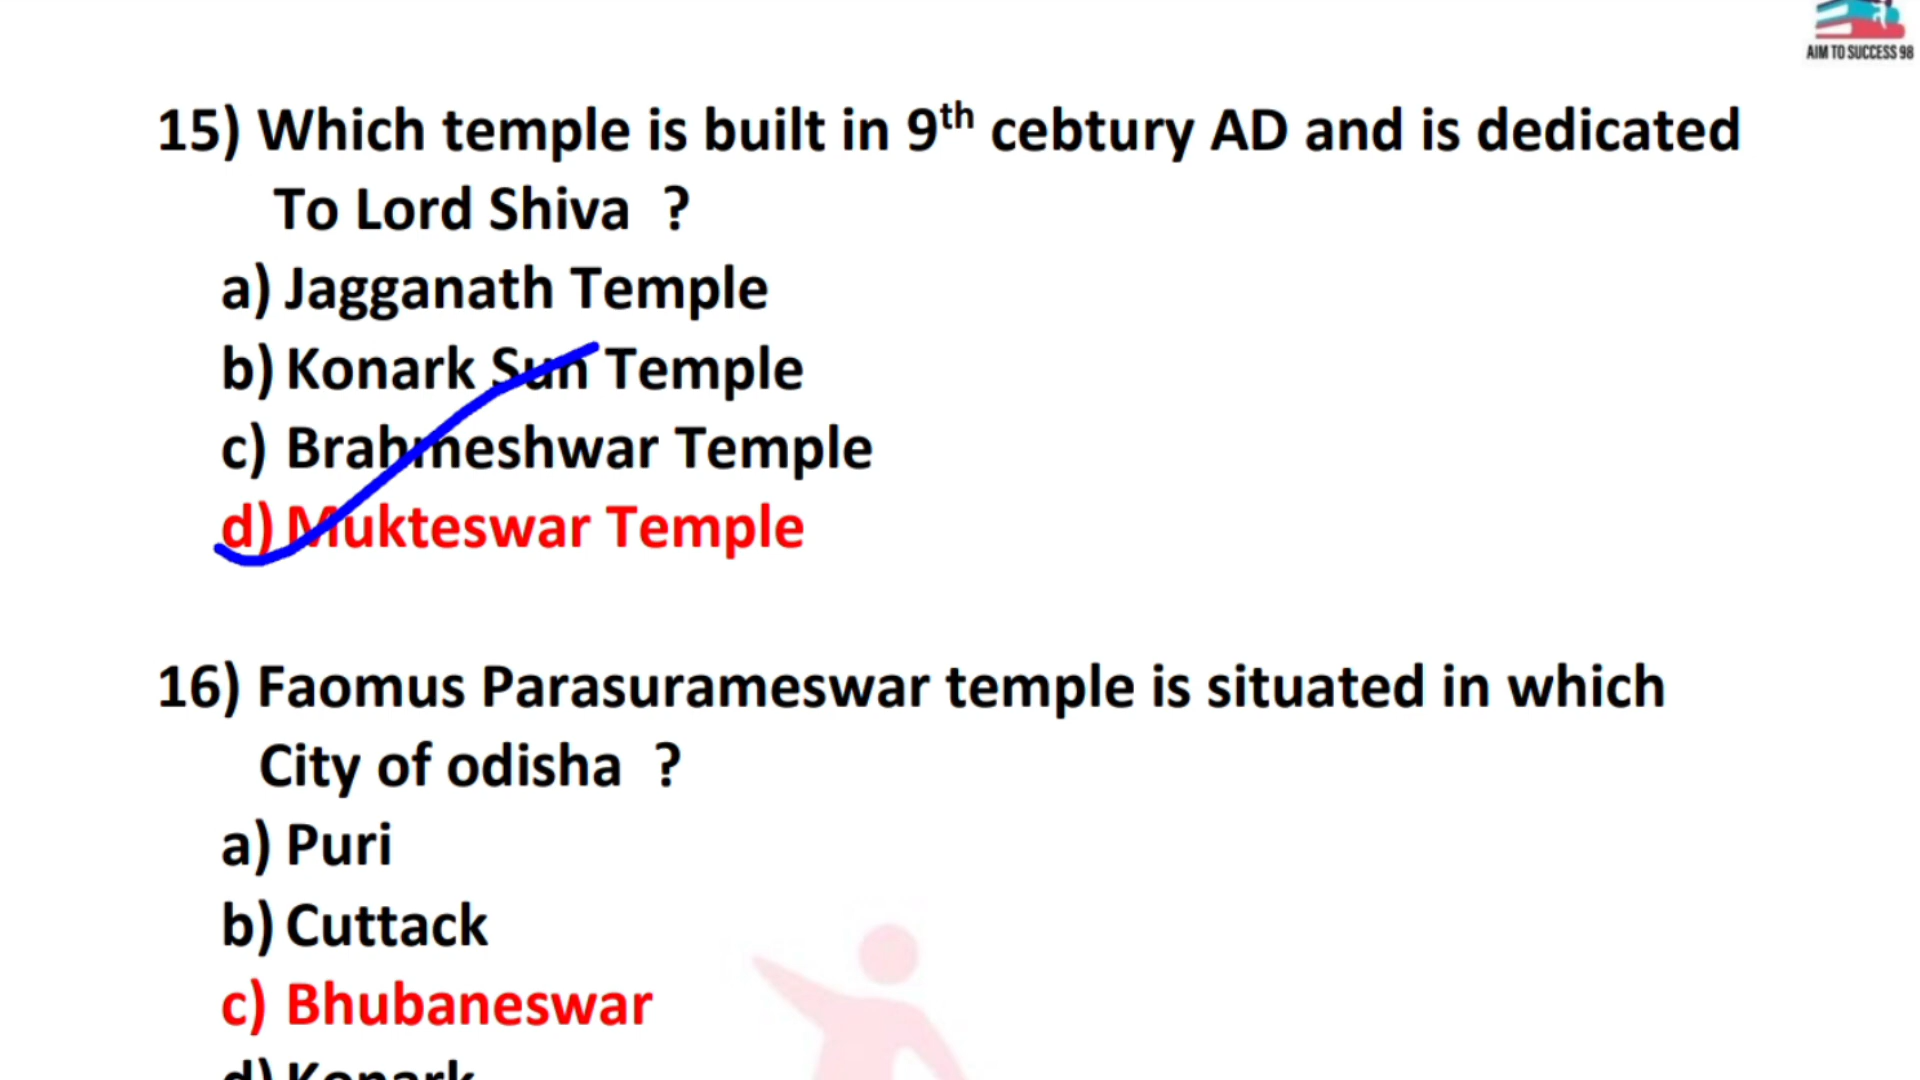 AIM TO SUCCESS 98
15) Which temple is built in 9th cebtury AD and is dedicated
To Lord Shiva ?
a) Jagganath Temple
b) Konark Sun Temple
c) Brahmeshwar Temple
d) Mukteswar Temple
16) Faomus Parasurameswar temple is situated in which
City of odisha ?
a) Puri
b) Cuttack
c) Bhubaneswar
d) Konark